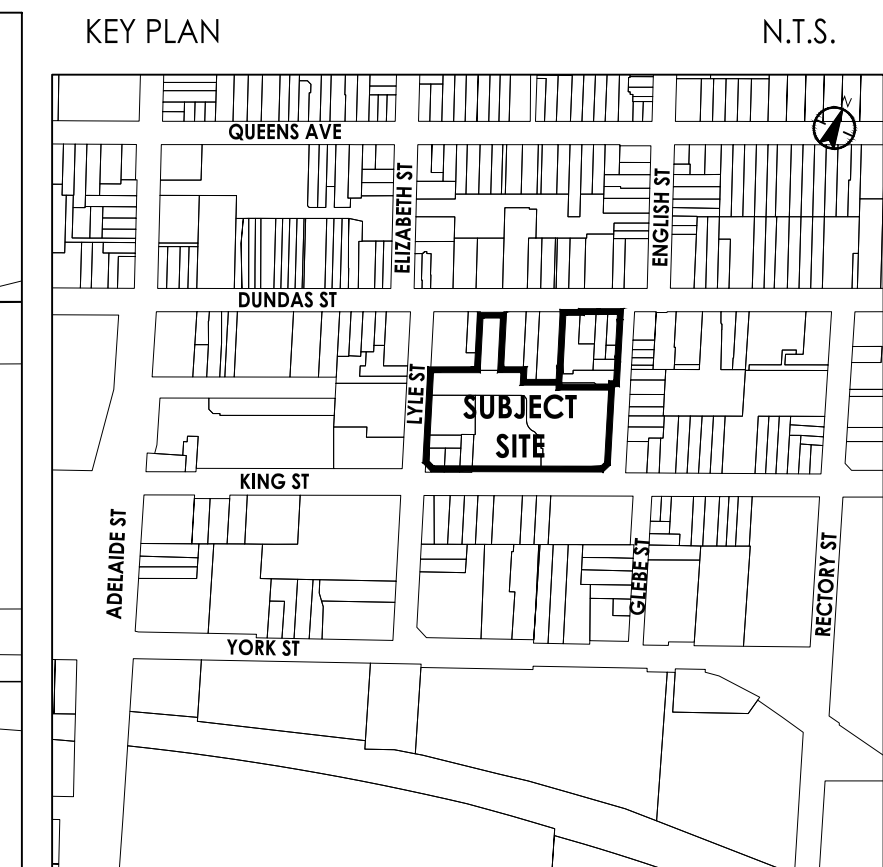 KEY PLAN
N.T.S.
N
QUEENS AVE
ELIZABETH ST
ENGLISH ST
DUNDAS ST
LYLE ST
SUBJECT
SITE
KING ST
ADELAIDE ST
GLEBE ST
RECTORY ST
YORK ST